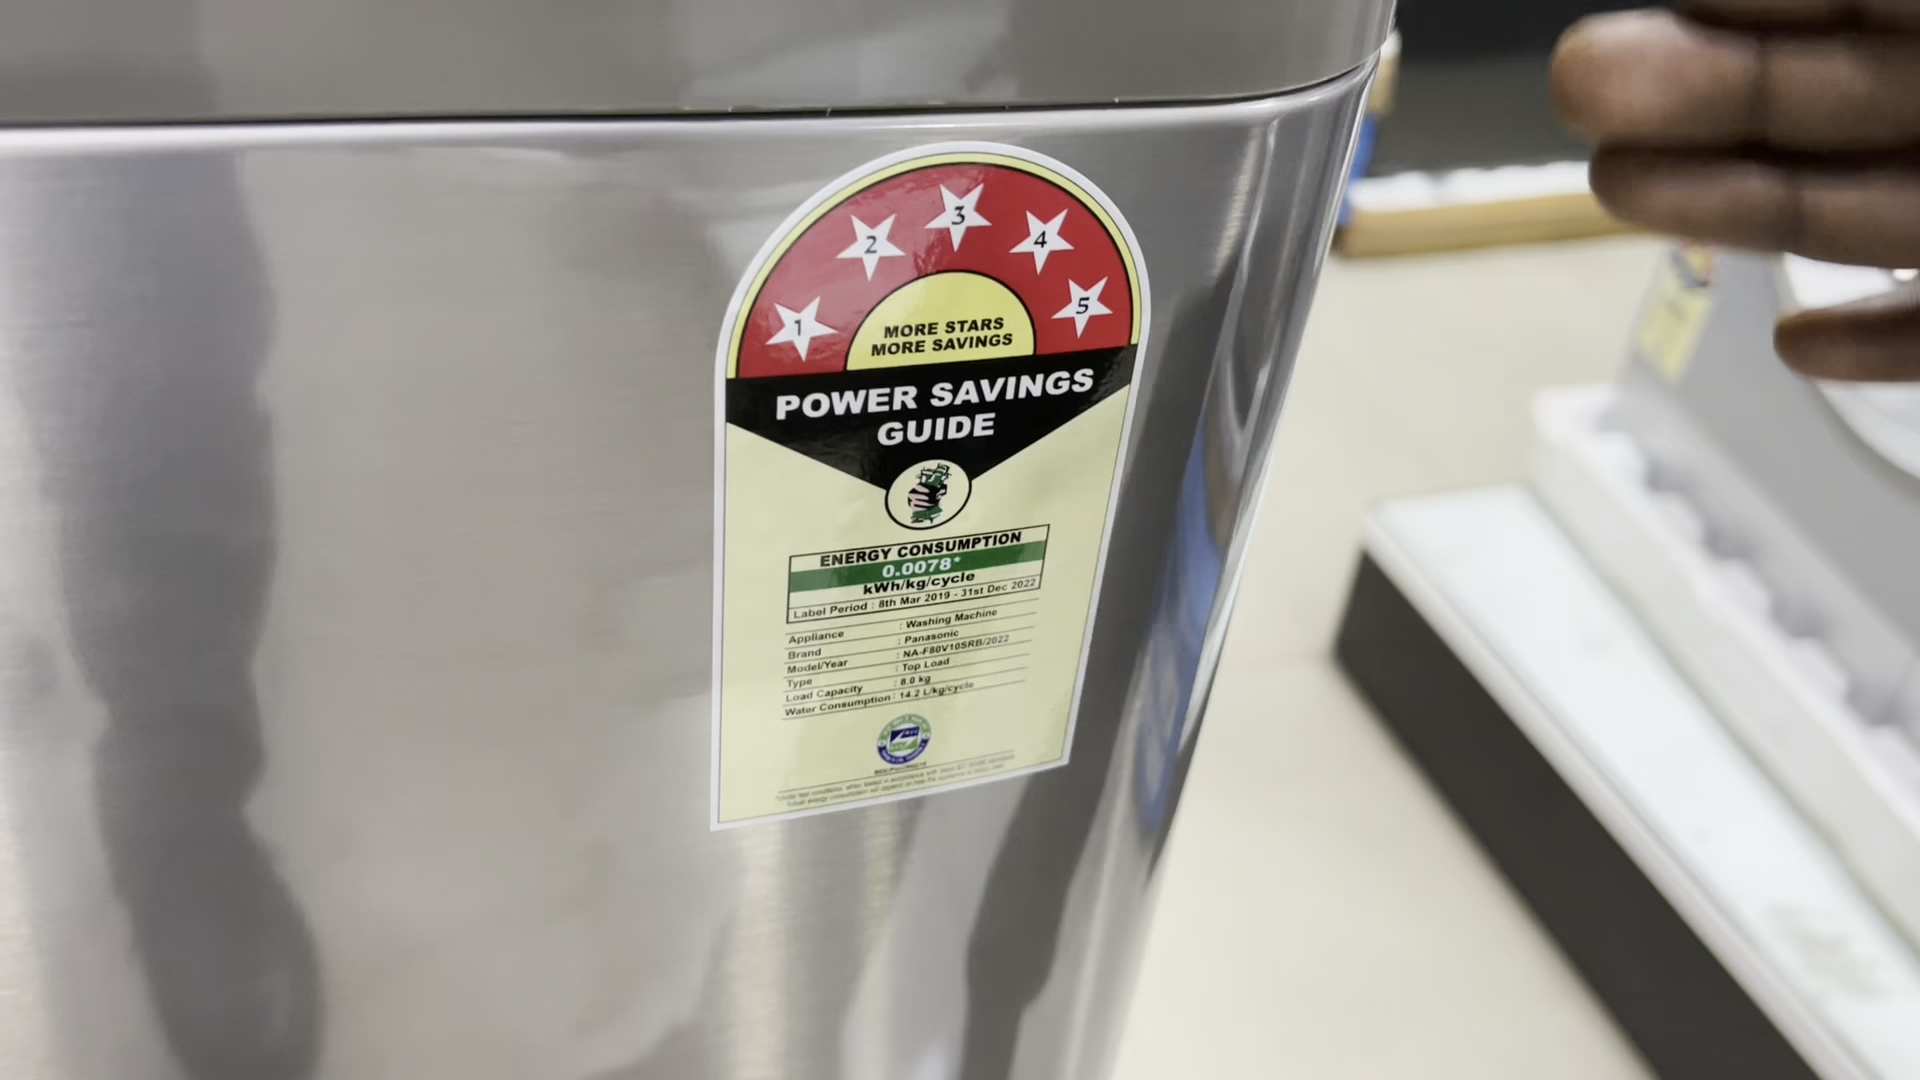 1 2 3 4 5
MORE STARS
MORE SAVINGS
POWER SAVINGS
GUIDE
ENERGY CONSUMPTION
0.0078*
kWh/kg/cycle
Label Period : 8th Mar 2019 - 31st Dec 2022
Appliance : Washing Machine
Brand : Panasonic
Model/Year : NA-F80V10SRB/2022
Type : Top Load
Load Capacity : 8.0 kg
Water Consumption : 14.2 L/kg/cycle